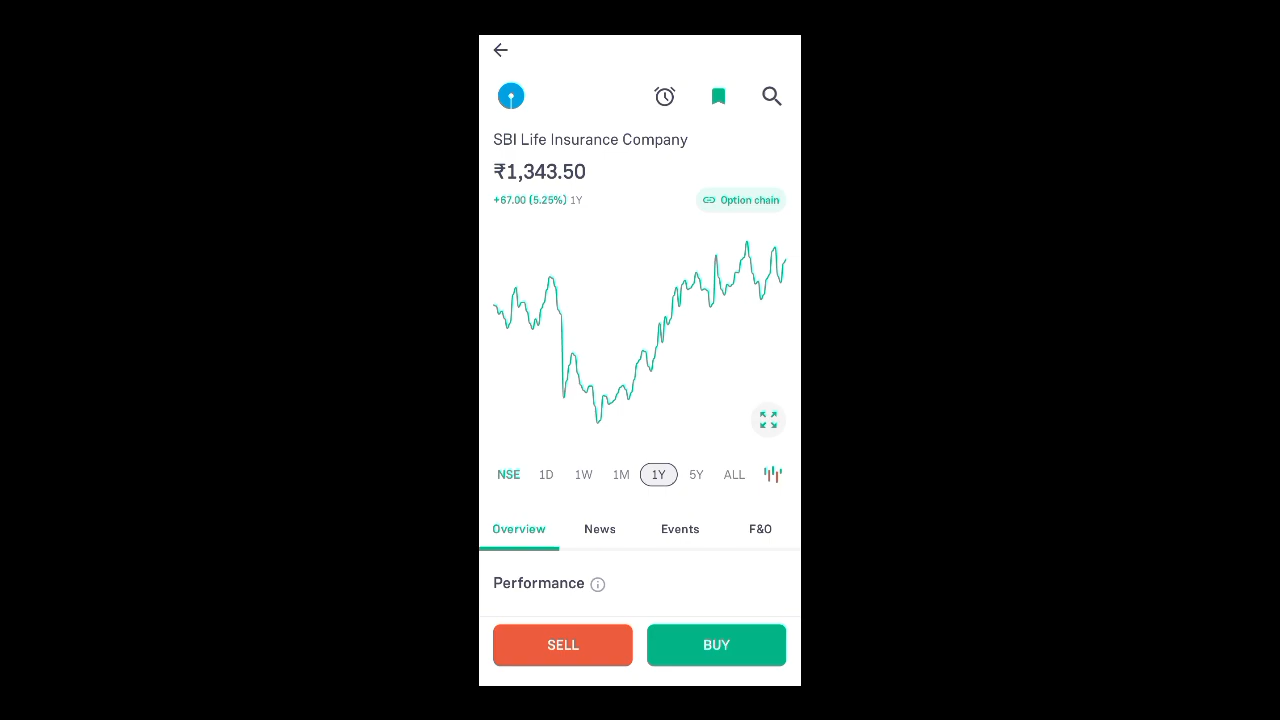 SBI Life Insurance Company
₹1,343.50
+67.00 (5.25%) 1Y
Option chain
NSE 1D 1W 1M 1Y 5Y ALL
Overview News Events F&O
Performance
SELL BUY